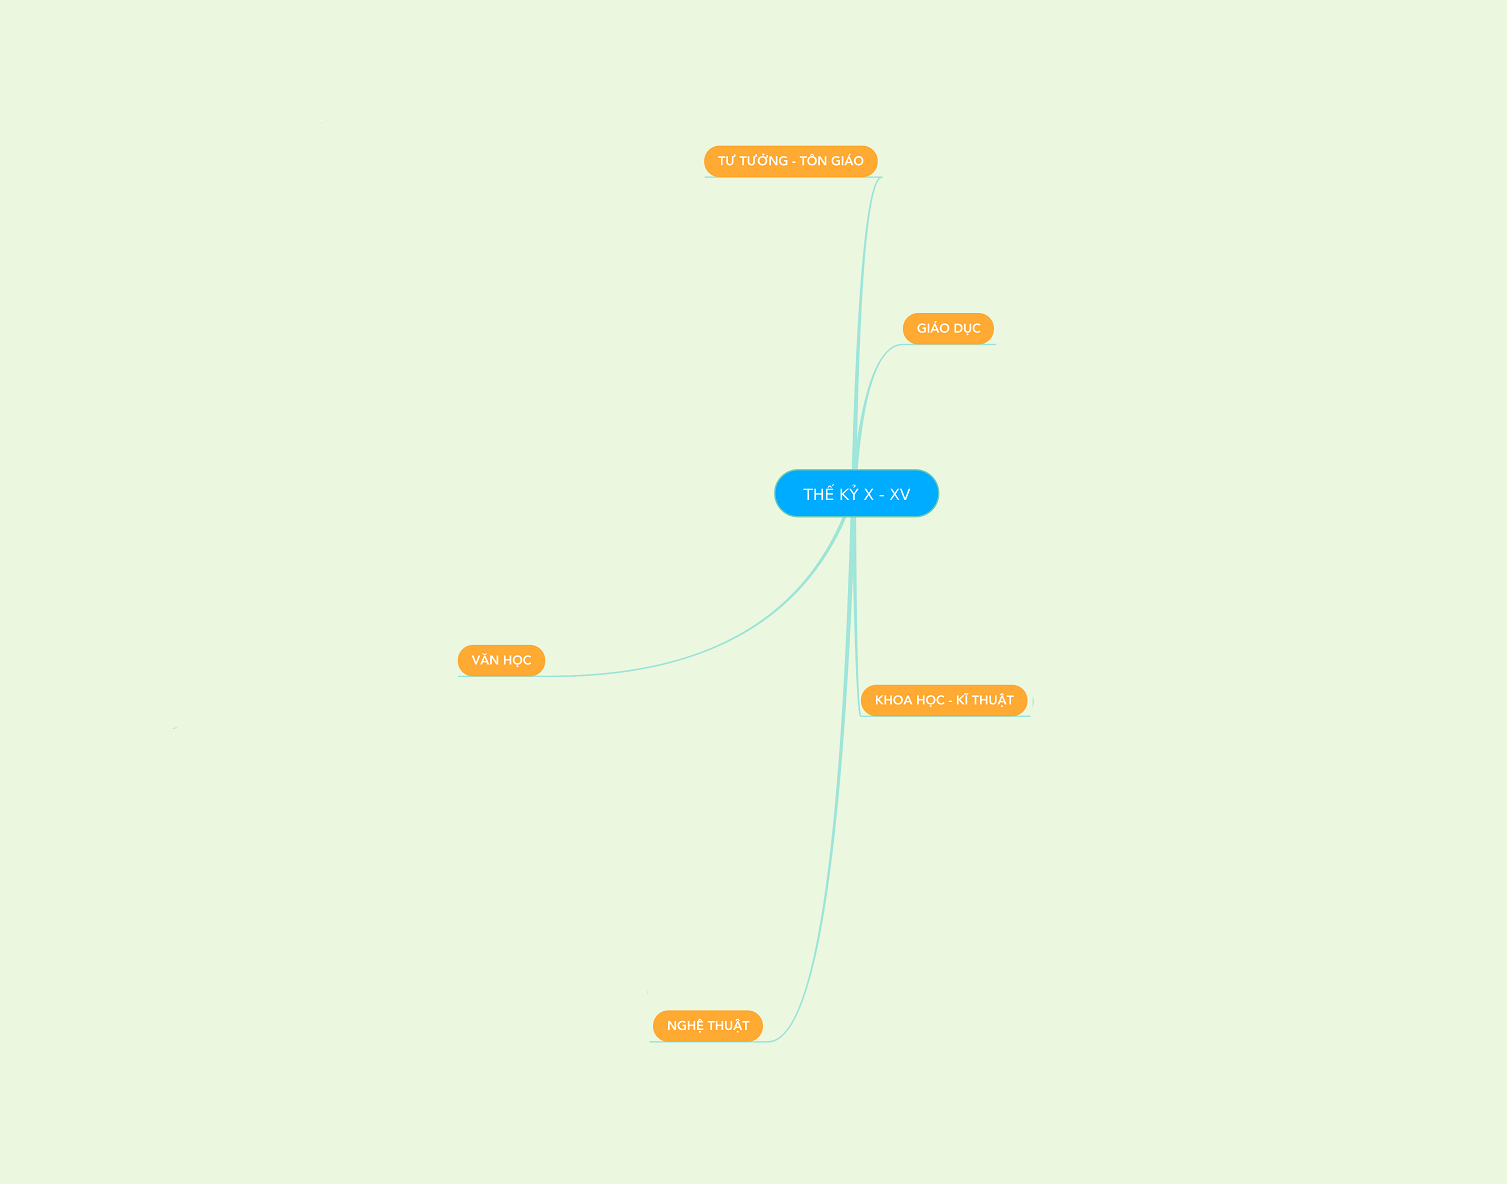 TƯ TƯỞNG - TÔN GIÁO
GIÁO DỤC
THẾ KỶ X - XV
VĂN HỌC
KHOA HỌC - KĨ THUẬT
NGHỆ THUẬT